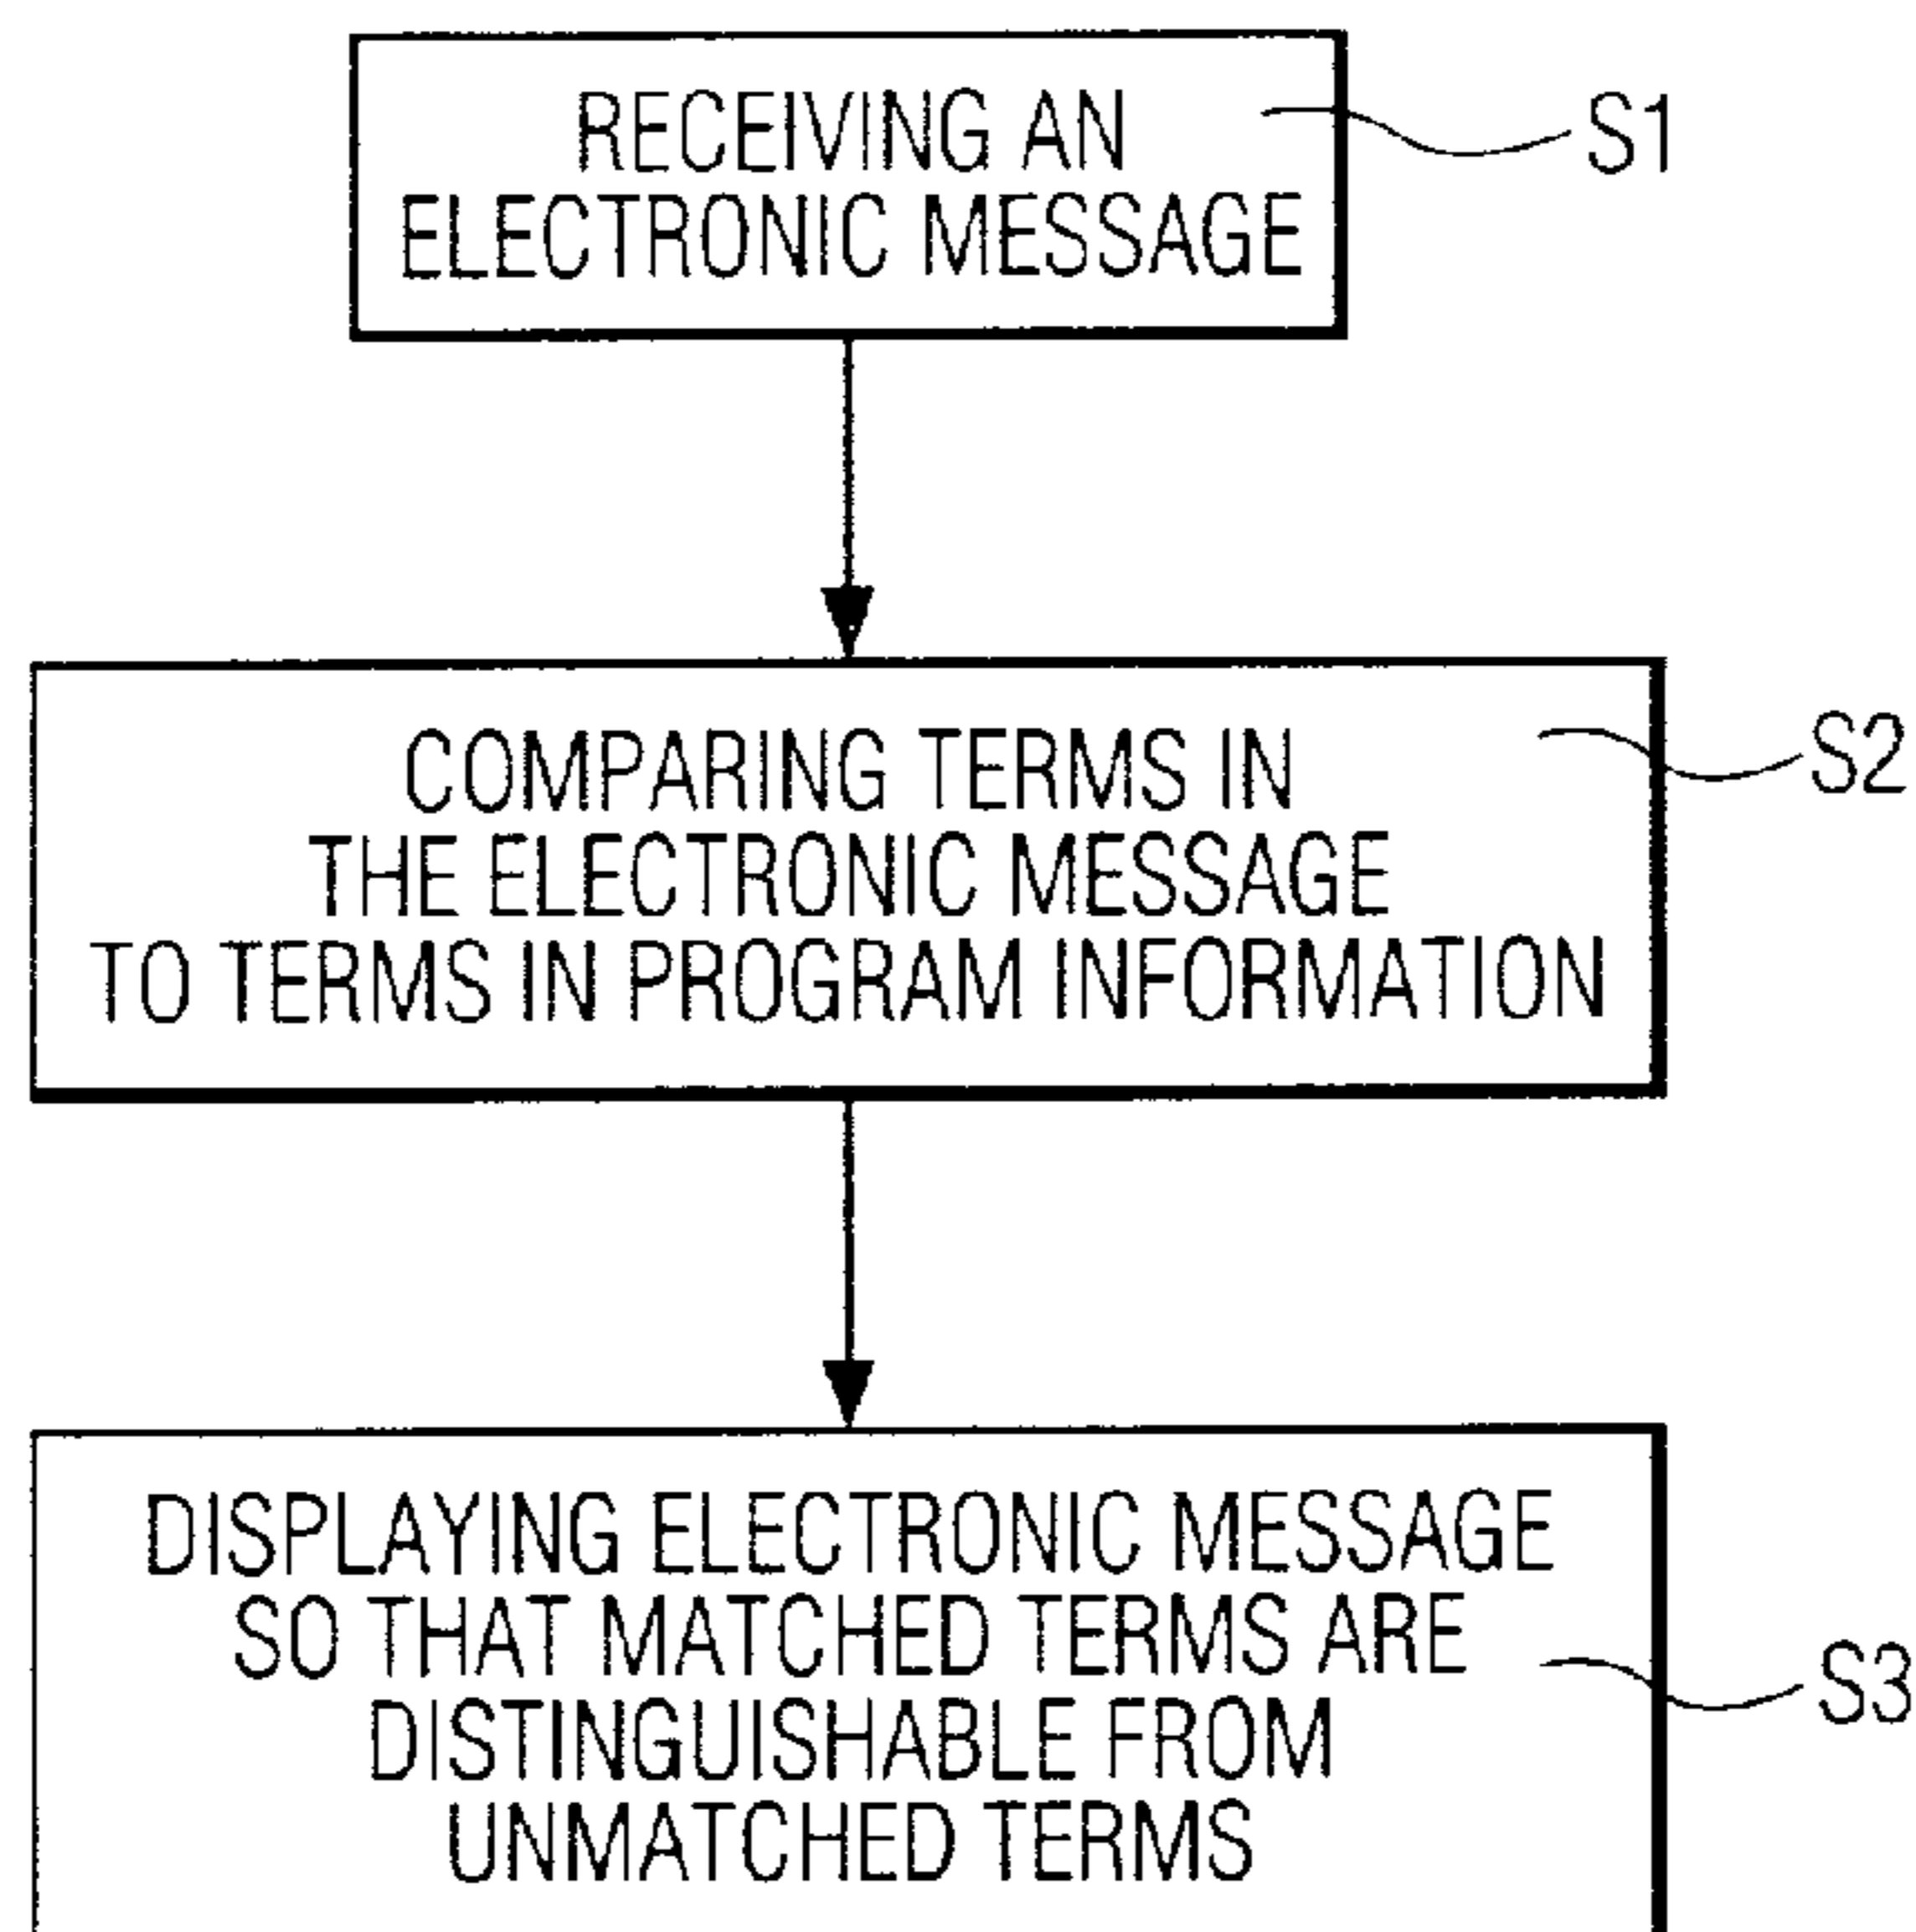 RECEIVING AN
ELECTRONIC MESSAGE
S1
COMPARING TERMS IN
THE ELECTRONIC MESSAGE
TO TERMS IN PROGRAM INFORMATION
S2
DISPLAYING ELECTRONIC MESSAGE
SO THAT MATCHED TERMS ARE
DISTINGUISHABLE FROM
UNMATCHED TERMS
S3